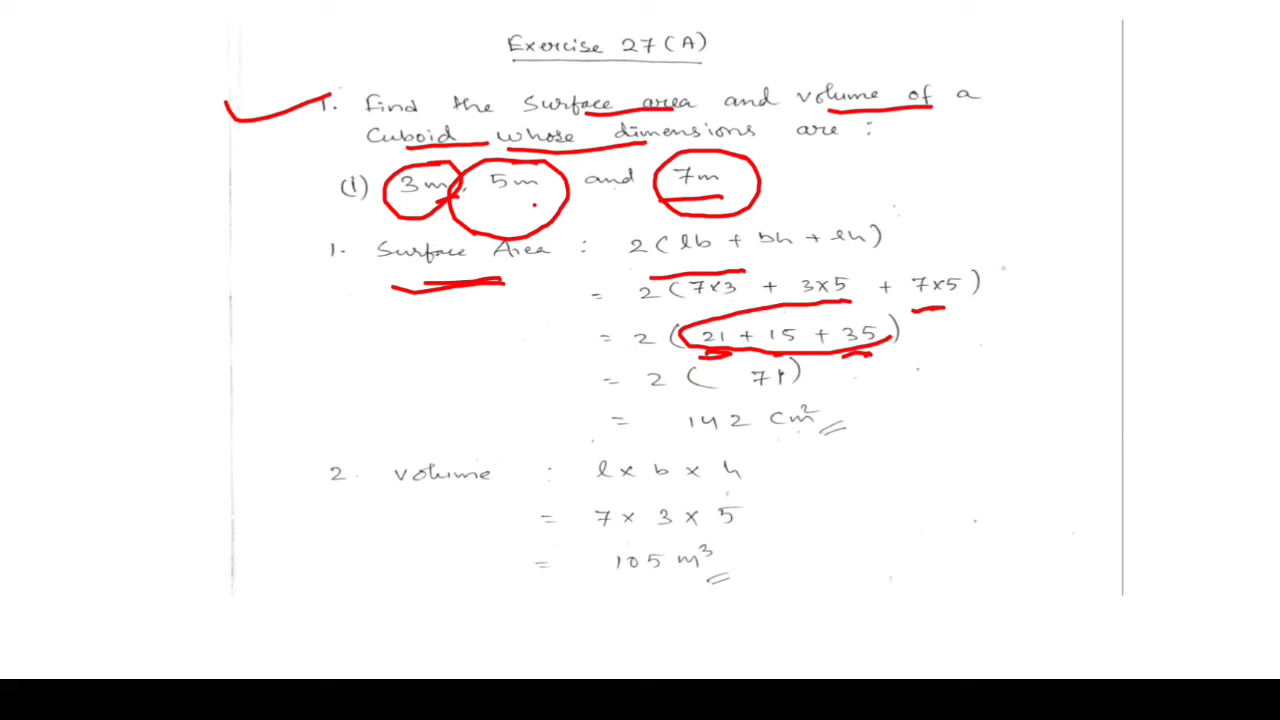 Exercise 27(A)
1. Find the Surface area and volume of a
Cuboid whose dimensions are :
(i) 3m, 5m and 7m
1. Surface Area : 2(lb + bh + lh)
= 2(7×3 + 3×5 + 7×5)
= 2(21 + 15 + 35)
= 2( 71)
= 142 cm²
2. Volume : l × b × h
= 7 × 3 × 5
= 105 m³